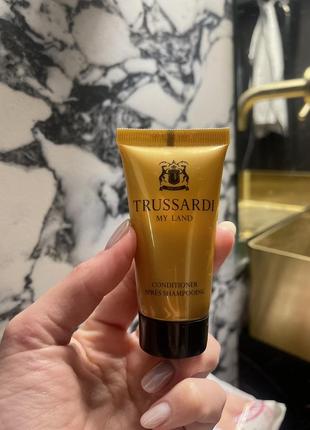 TRUSSARDI
MY LAND
CONDITIONER
APRÈS-SHAMPOOING